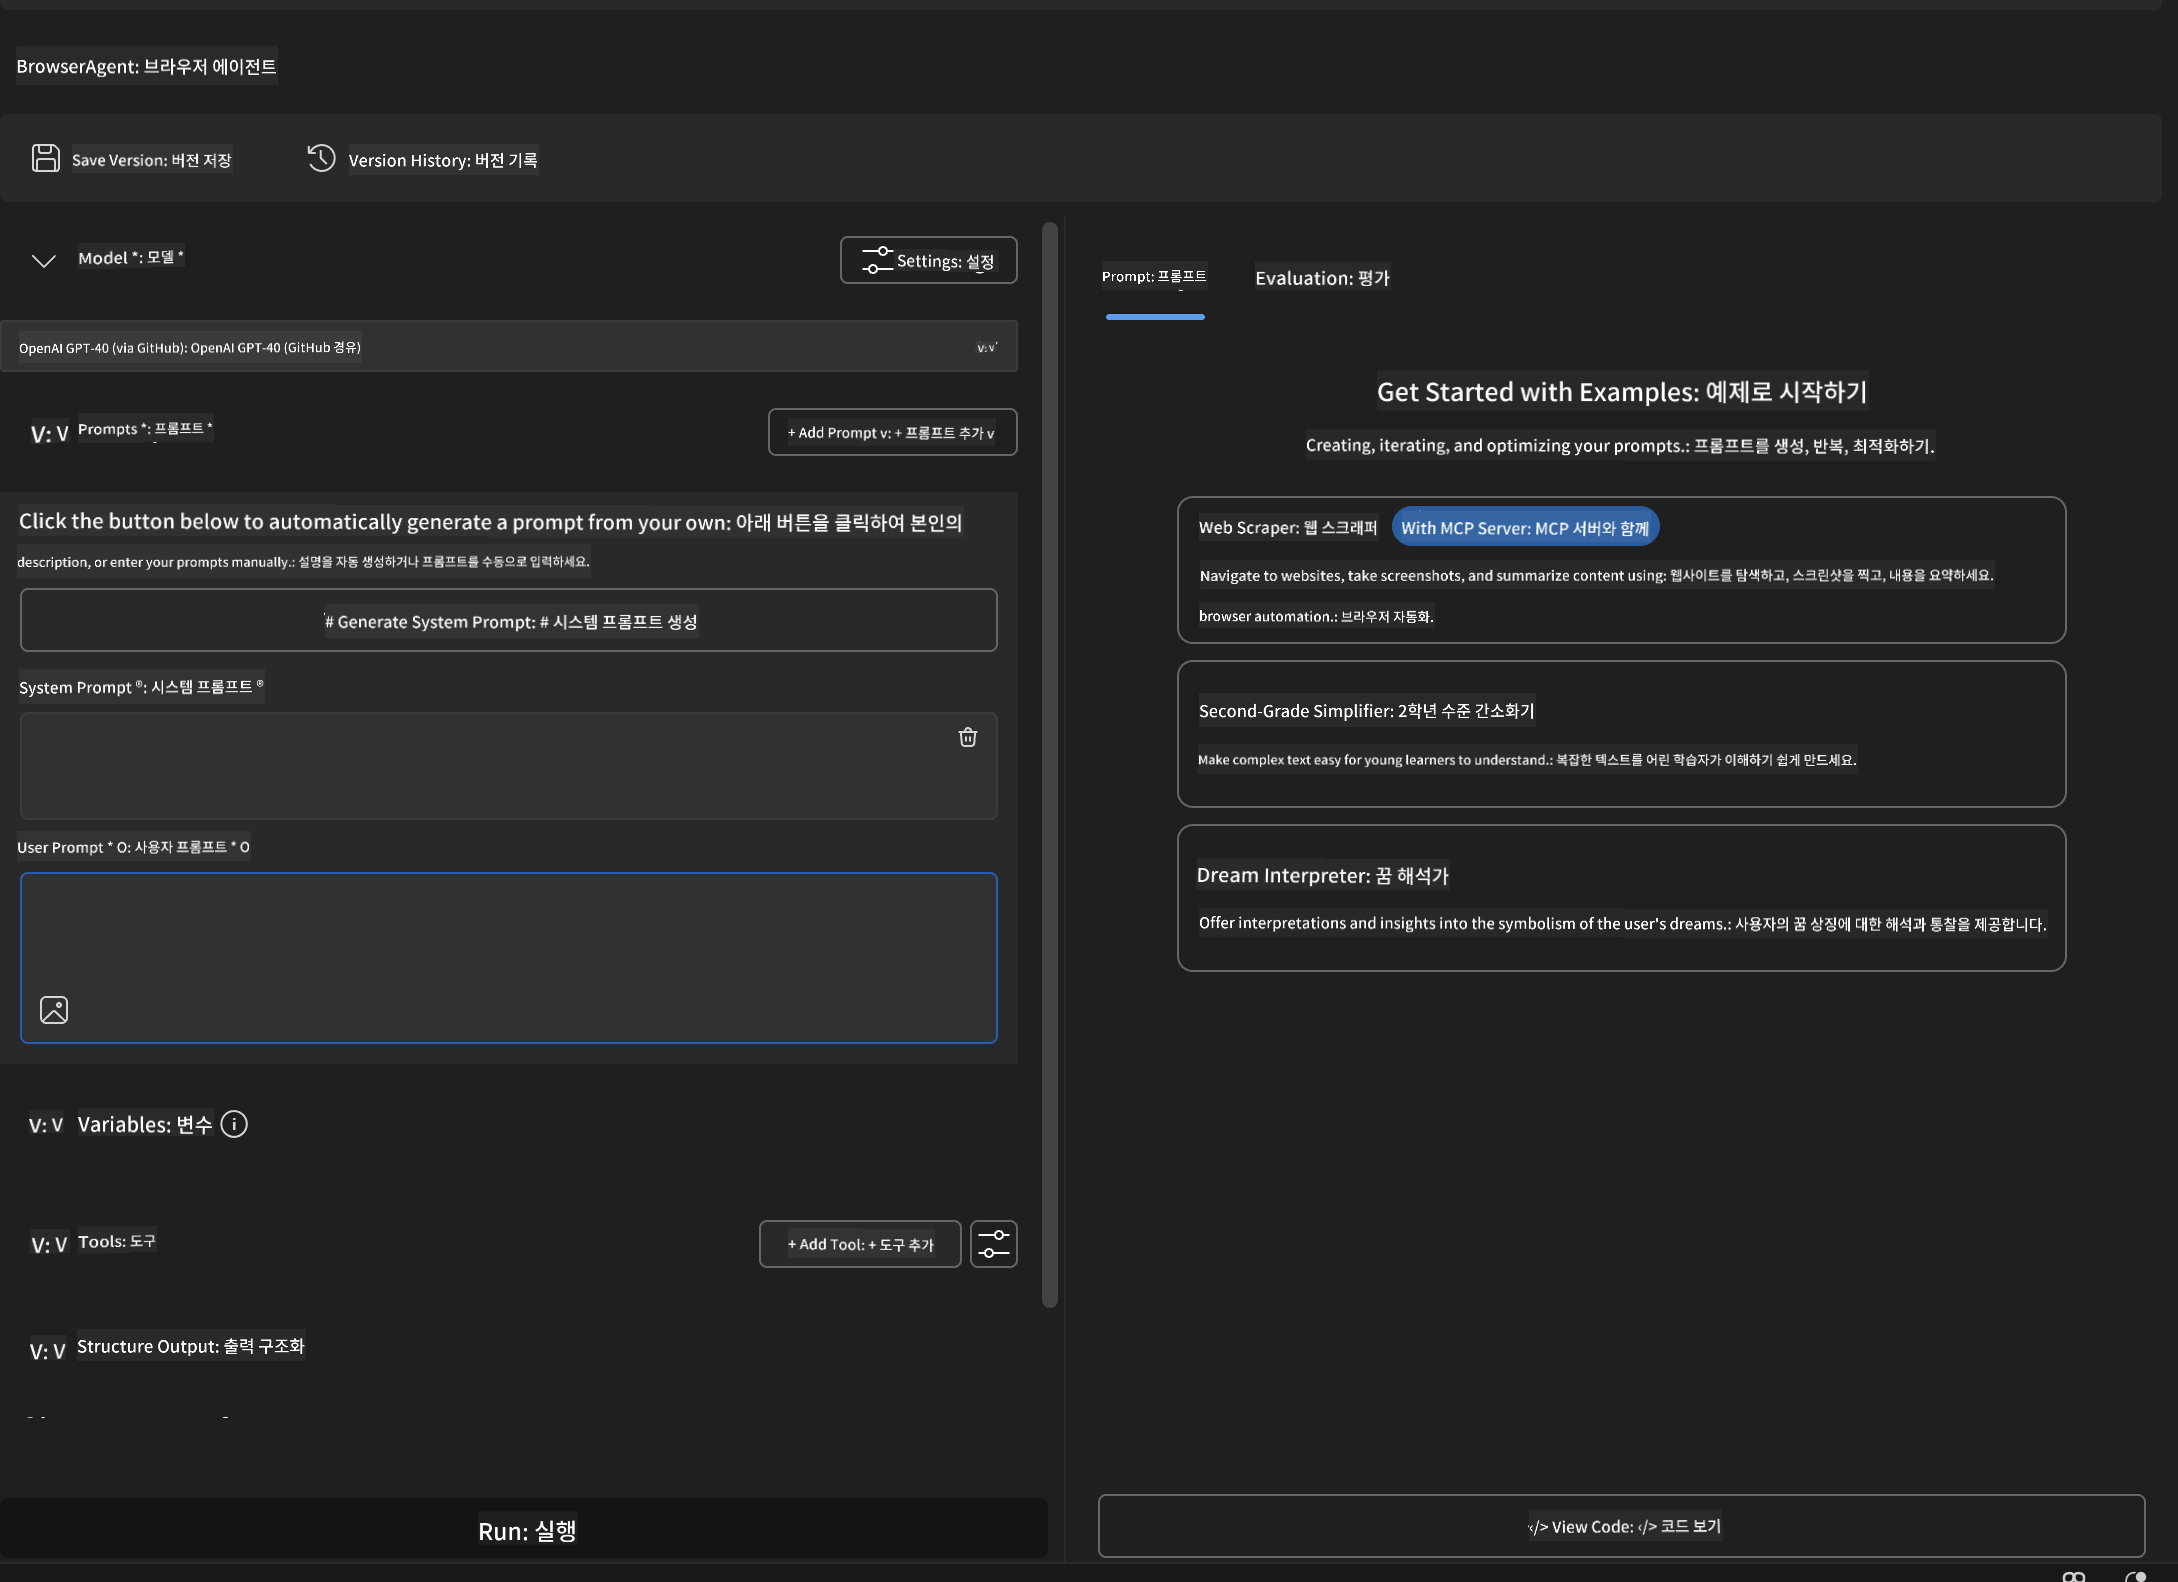 BrowserAgent: 브라우저 에이전트
Save Version: 버전 저장
Version History: 버전 기록
Model *: 모델 *
Settings: 설정
OpenAI GPT-40 (via GitHub): OpenAI GPT-40 (GitHub 경유)
v: v
V: V
Prompts *: 프롬프트 *
+ Add Prompt v: + 프롬프트 추가 v
Click the button below to automatically generate a prompt from your own: 아래 버튼을 클릭하여 본인의
description, or enter your prompts manually.: 설명을 자동 생성하거나 프롬프트를 수동으로 입력하세요.
# Generate System Prompt: # 시스템 프롬프트 생성
System Prompt ®: 시스템 프롬프트 ®
User Prompt * O: 사용자 프롬프트 * O
V: V
Variables: 변수
V: V
Tools: 도구
+ Add Tool: + 도구 추가
V: V
Structure Output: 출력 구조화
Run: 실행
Prompt: 프롬프트
Evaluation: 평가
Get Started with Examples: 예제로 시작하기
Creating, iterating, and optimizing your prompts.: 프롬프트를 생성, 반복, 최적화하기.
Web Scraper: 웹 스크래퍼
With MCP Server: MCP 서버와 함께
Navigate to websites, take screenshots, and summarize content using: 웹사이트를 탐색하고, 스크린샷을 찍고, 내용을 요약하세요.
browser automation.: 브라우저 자동화.
Second-Grade Simplifier: 2학년 수준 간소화기
Make complex text easy for young learners to understand.: 복잡한 텍스트를 어린 학습자가 이해하기 쉽게 만드세요.
Dream Interpreter: 꿈 해석가
Offer interpretations and insights into the symbolism of the user's dreams.: 사용자의 꿈 상징에 대한 해석과 통찰을 제공합니다.
</> View Code: </> 코드 보기